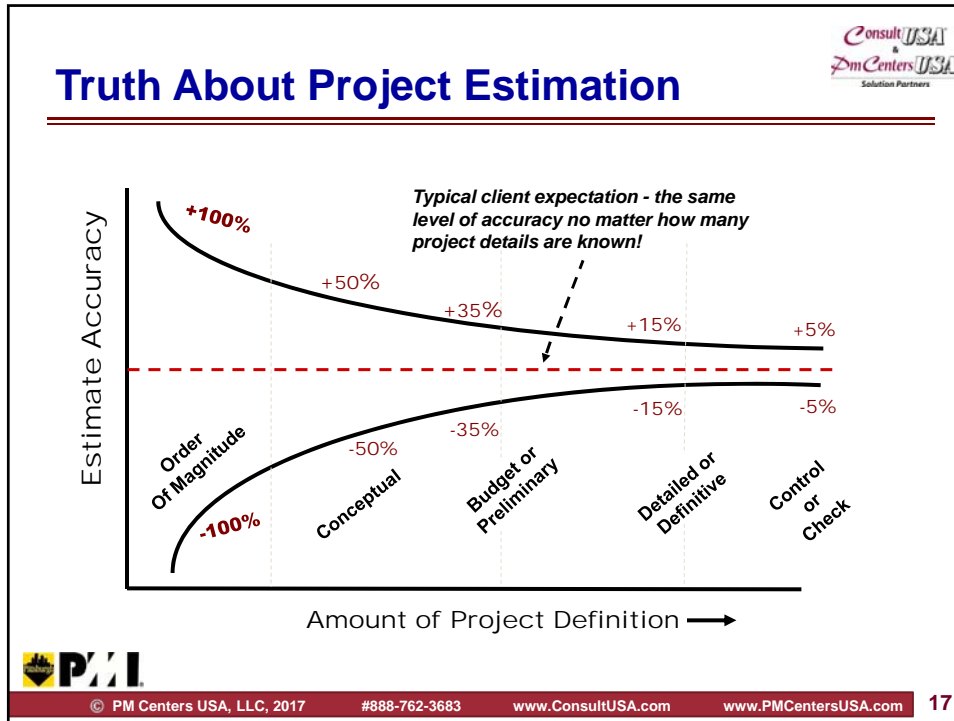 Consult USA
&
PmCenters USA
Solution Partners
Truth About Project Estimation
Typical client expectation - the same
level of accuracy no matter how many
project details are known!
+100%
+50%
+35%
+15%
+5%
Estimate Accuracy
-100%
-50%
-35%
-15%
-5%
Order
Of Magnitude
Conceptual
Budget or
Preliminary
Detailed or
Definitive
Control
or
Check
Amount of Project Definition
Pittsburgh
PMI.
© PM Centers USA, LLC, 2017 #888-762-3683 www.ConsultUSA.com www.PMCentersUSA.com 17